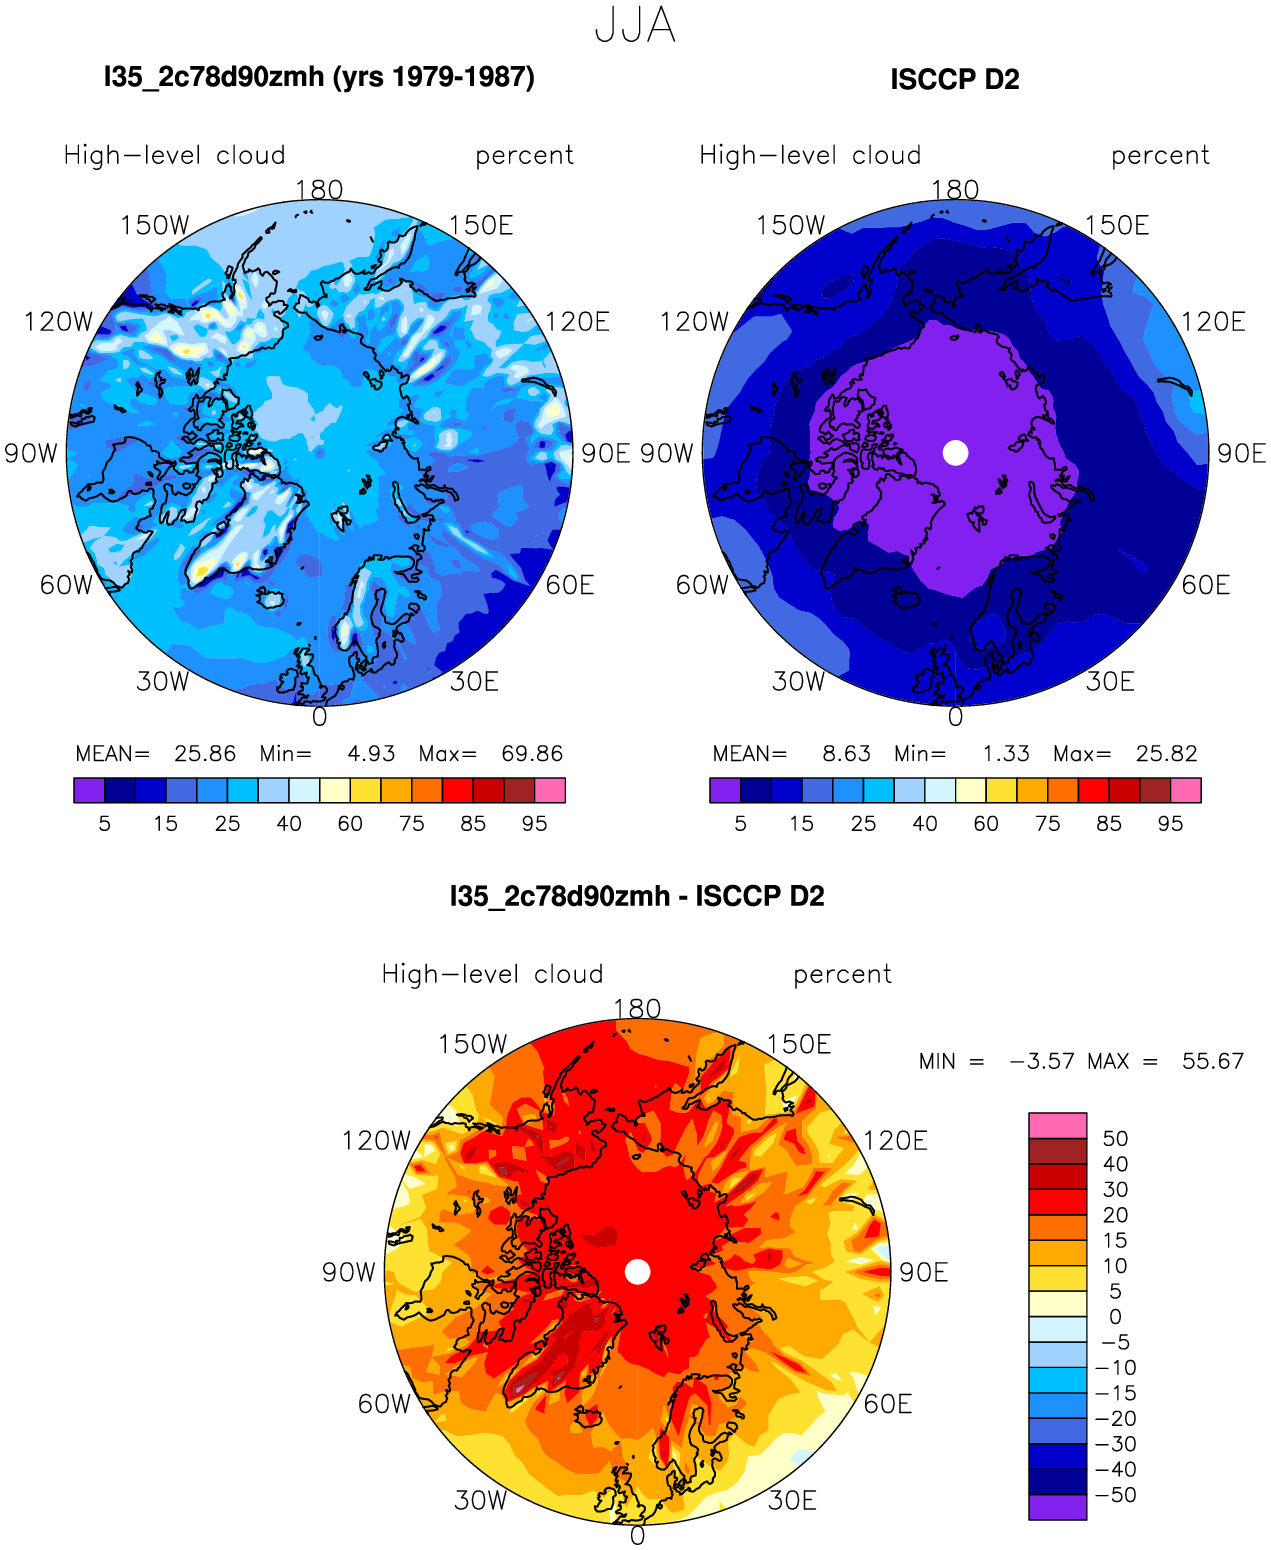 JJA
I35_2c78d90zmh (yrs 1979-1987)
High-level cloud percent
180
150W 150E
120W 120E
90W 90E
60W 60E
30W 30E
0
MEAN= 25.86 Min= 4.93 Max= 69.86
5 15 25 40 60 75 85 95
ISCCP D2
High-level cloud percent
180
150W 150E
120W 120E
90W 90E
60W 60E
30W 30E
0
MEAN= 8.63 Min= 1.33 Max= 25.82
5 15 25 40 60 75 85 95
I35_2c78d90zmh - ISCCP D2
High-level cloud percent
180
150W 150E
120W 120E
90W 90E
60W 60E
30W 30E
0
MIN = -3.57 MAX = 55.67
50
40
30
20
15
10
5
0
-5
-10
-15
-20
-30
-40
-50